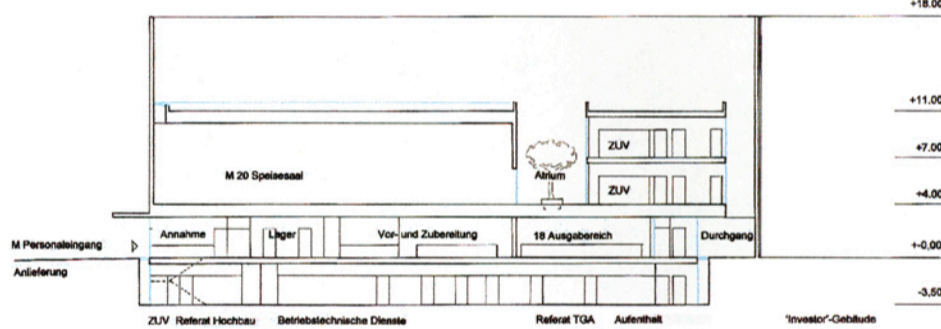 +18.00
+11.00
ZUV
+7.00
M 20 Speisesaal
Atrium
ZUV
+4.00
M Personaleingang
Annahme
Lager
Vor- und Zubereitung
18 Ausgabereich
Durchgang
+-0,00
Anlieferung
-3,50
ZUV Referat Hochbau Betriebstechnische Dienste Referat TGA Aufenthalt "Investor"-Gebäude